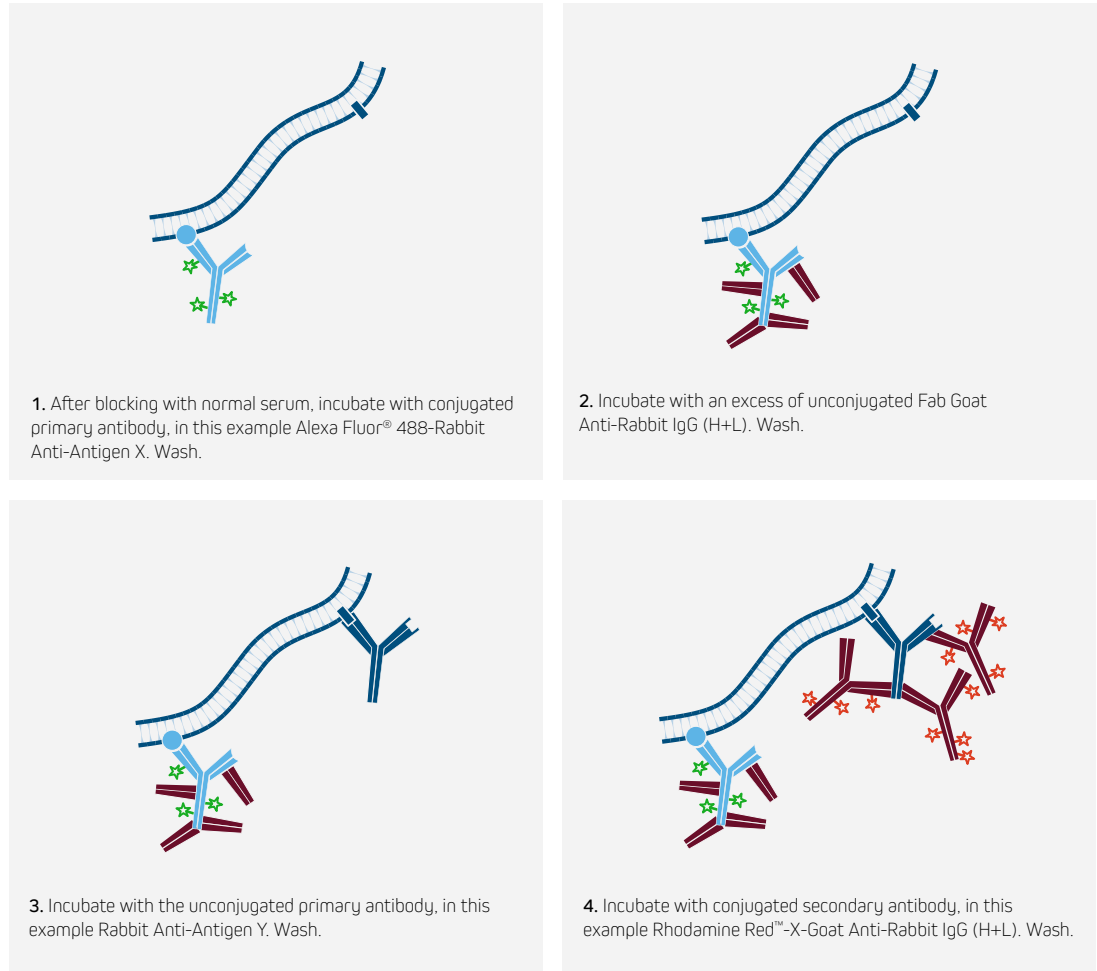 1. After blocking with normal serum, incubate with conjugated
primary antibody, in this example Alexa Fluor® 488-Rabbit
Anti-Antigen X. Wash.
2. Incubate with an excess of unconjugated Fab Goat
Anti-Rabbit IgG (H+L). Wash.
3. Incubate with the unconjugated primary antibody, in this
example Rabbit Anti-Antigen Y. Wash.
4. Incubate with conjugated secondary antibody, in this
example Rhodamine Red™-X-Goat Anti-Rabbit IgG (H+L). Wash.